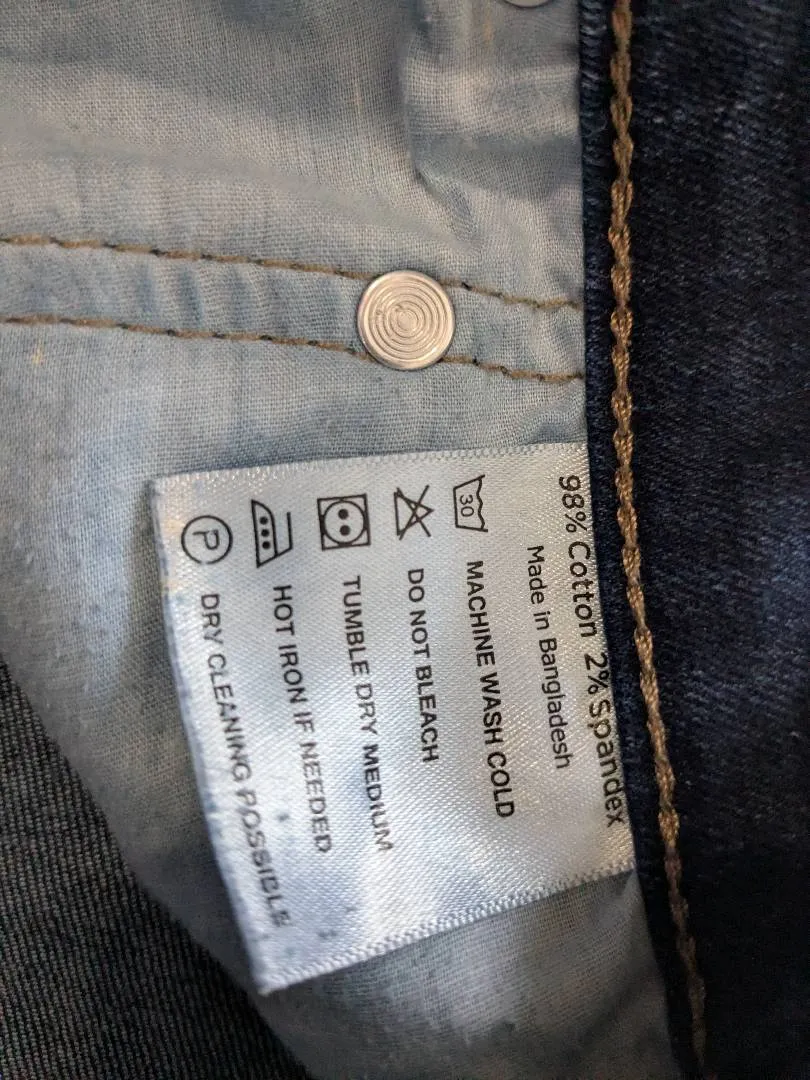 98% Cotton 2% Spandex
Made in Bangladesh
30 MACHINE WASH COLD
DO NOT BLEACH
TUMBLE DRY MEDIUM
HOT IRON IF NEEDED
P DRY CLEANING POSSIBLE